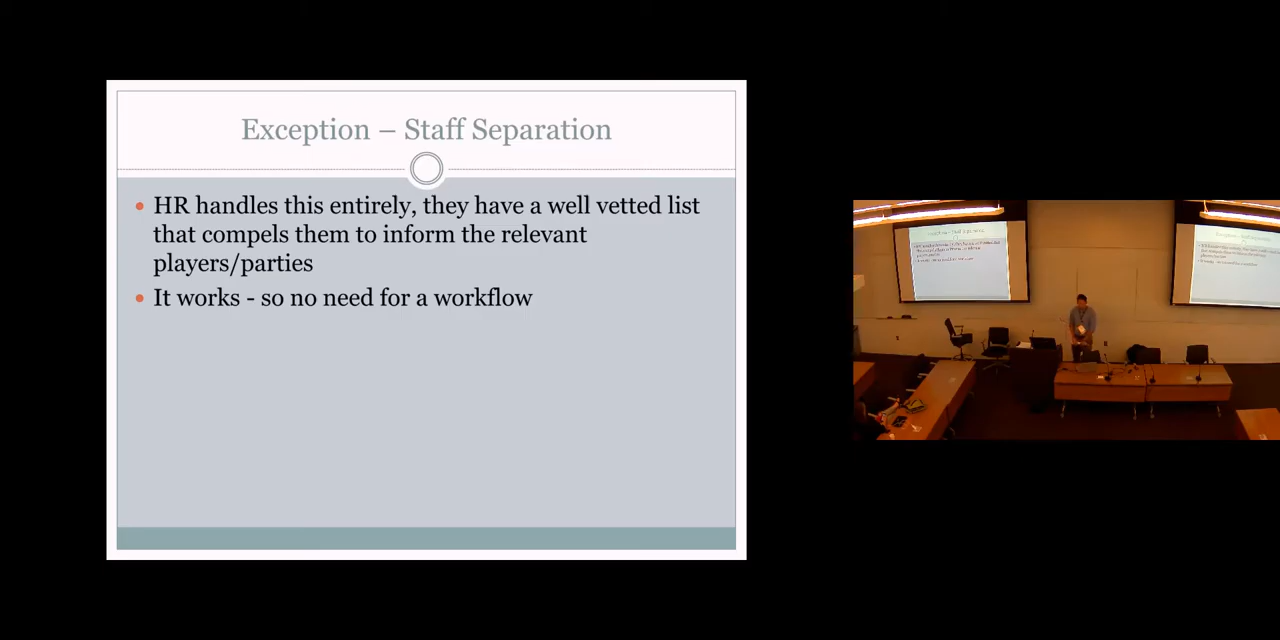 Exception – Staff Separation
HR handles this entirely, they have a well vetted list
that compels them to inform the relevant
players/parties
It works - so no need for a workflow